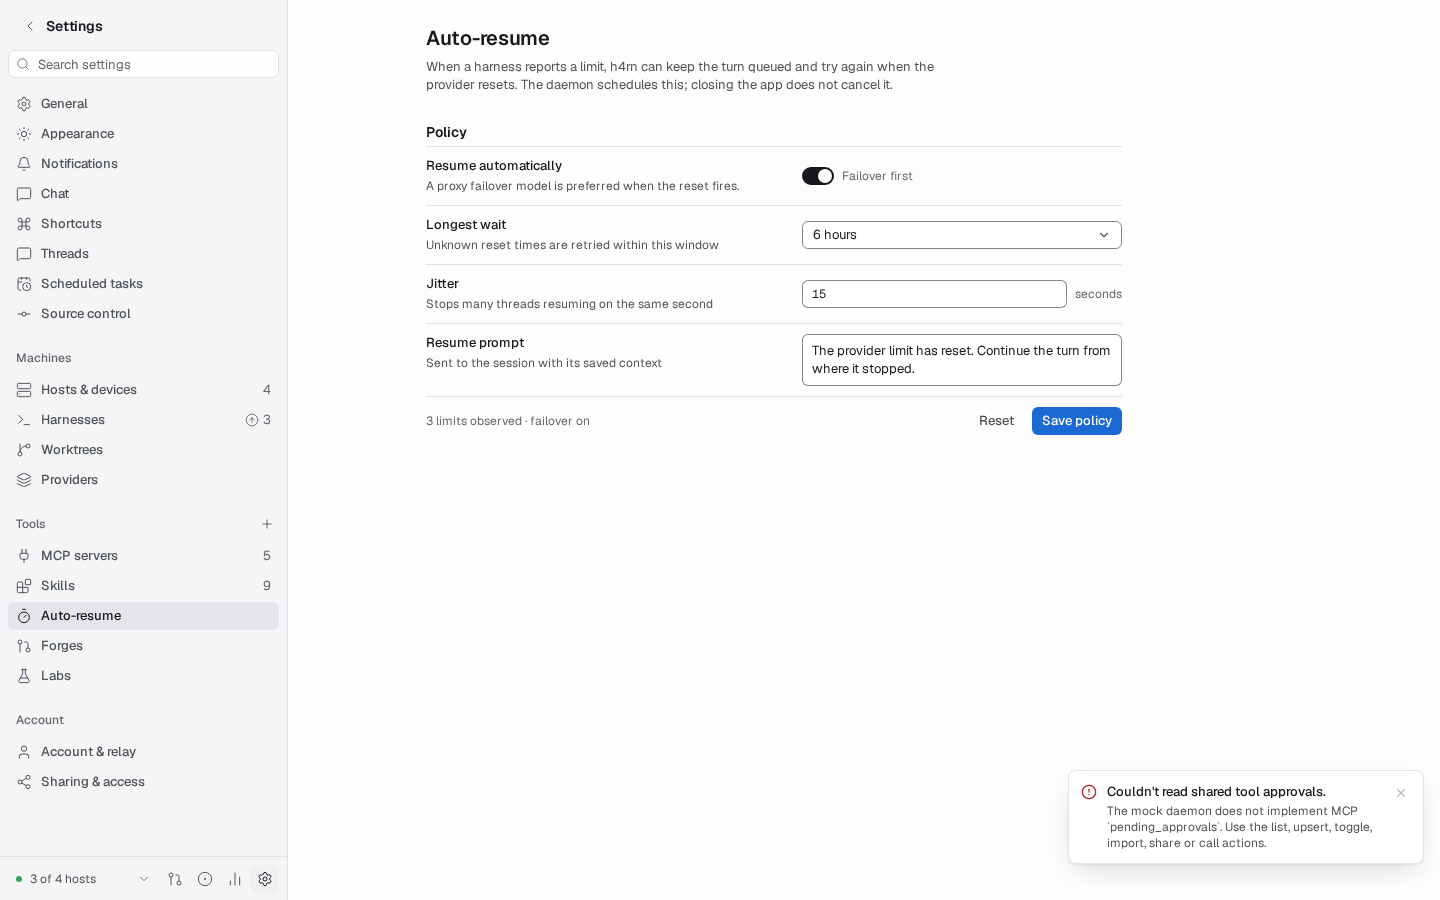 Settings
Search settings
General
Appearance
Notifications
Chat
Shortcuts
Threads
Scheduled tasks
Source control
Machines
Hosts & devices 4
Harnesses 3
Worktrees
Providers
Tools
MCP servers 5
Skills 9
Auto-resume
Forges
Labs
Account
Account & relay
Sharing & access
3 of 4 hosts
Auto-resume
When a harness reports a limit, h4rn can keep the turn queued and try again when the
provider resets. The daemon schedules this; closing the app does not cancel it.
Policy
Resume automatically
A proxy failover model is preferred when the reset fires.
Failover first
Longest wait
Unknown reset times are retried within this window
6 hours
Jitter
Stops many threads resuming on the same second
15 seconds
Resume prompt
Sent to the session with its saved context
The provider limit has reset. Continue the turn from
where it stopped.
3 limits observed · failover on
Reset
Save policy
Couldn't read shared tool approvals.
The mock daemon does not implement MCP
`pending_approvals`. Use the list, upsert, toggle,
import, share or call actions.